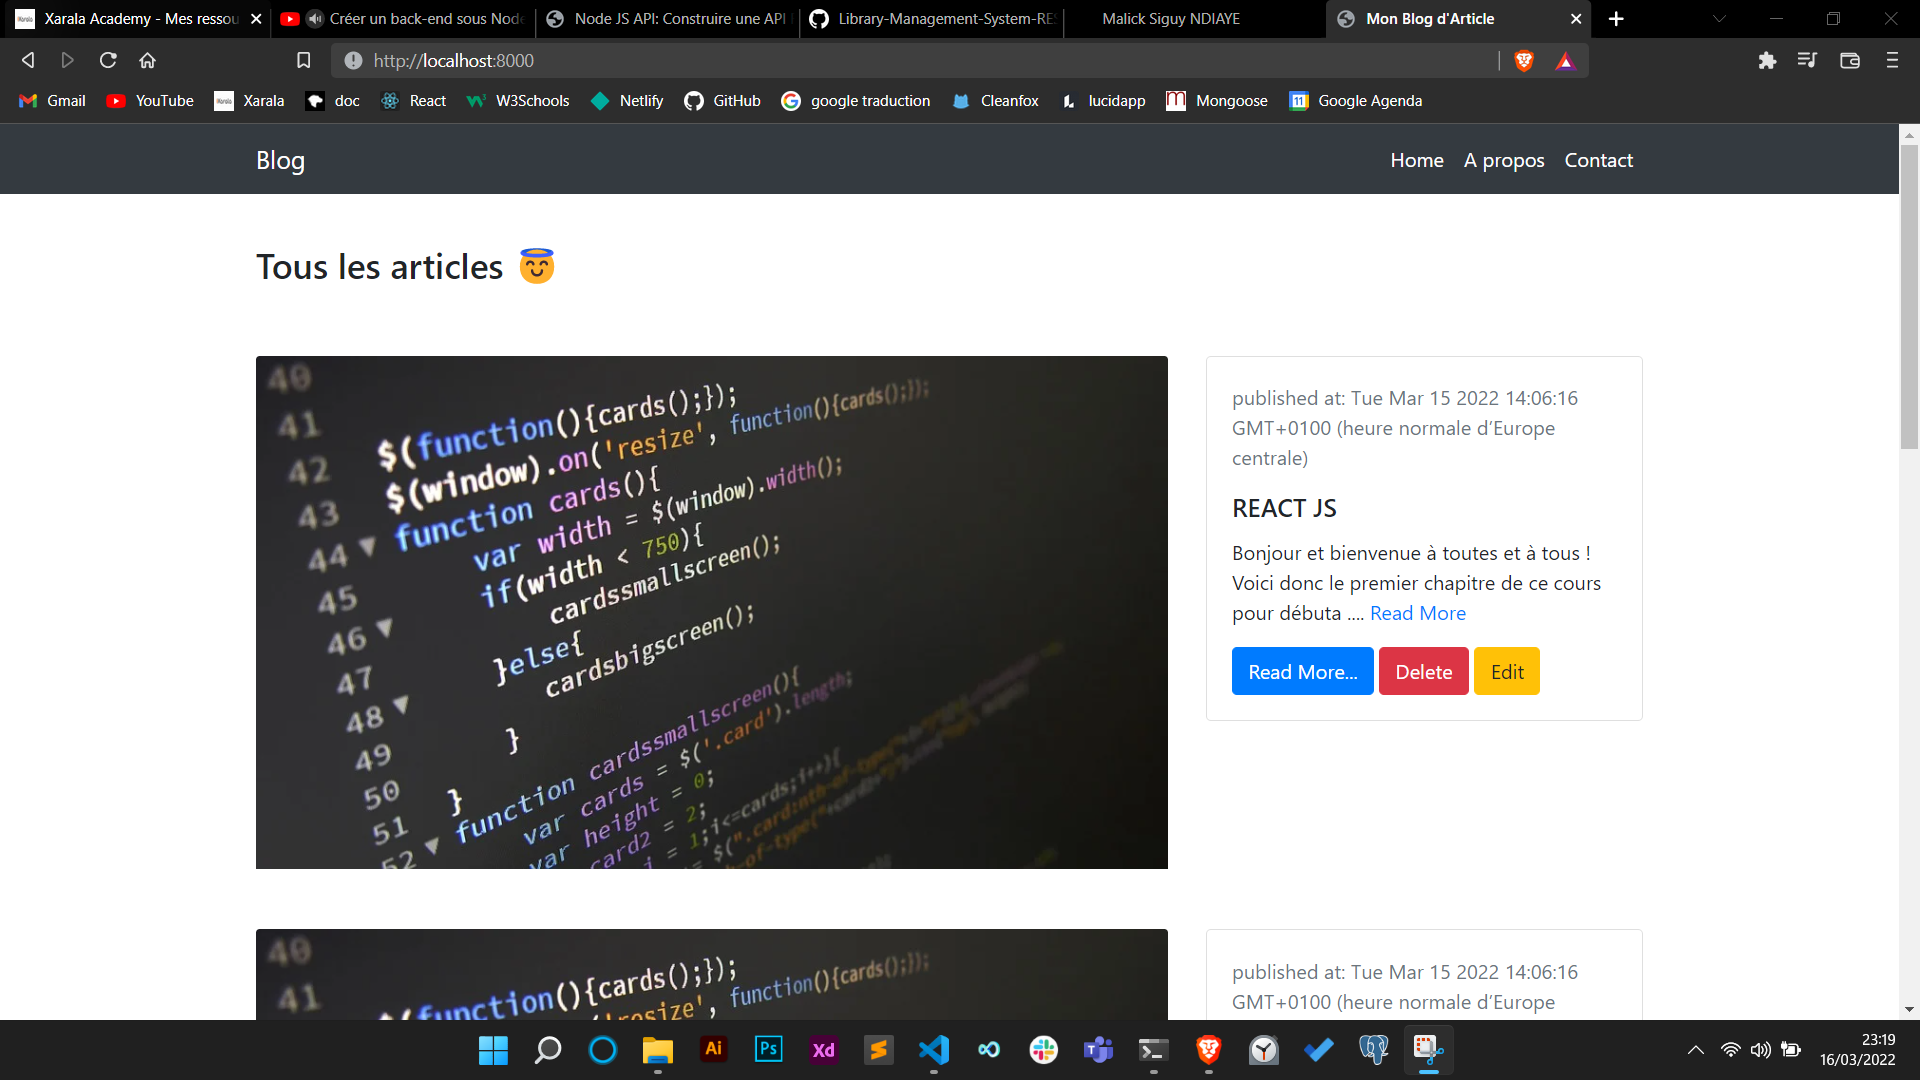 Xarala Academy - Mes ressou
Créer un back-end sous Node
Node JS API: Construire une API
Library-Management-System-RES
Malick Siguy NDIAYE
Mon Blog d'Article
http://localhost:8000
Gmail
YouTube
Xarala
doc
React
W3Schools
Netlify
GitHub
google traduction
Cleanfox
lucidapp
Mongoose
Google Agenda
Blog
Home
A propos
Contact
Tous les articles
40
41
42
43
44
45
46
47
48
49
50
51
52
$(function(){cards();});
$(window).on('resize', function(){cards();});
function cards(){
var width = $(window).width();
if(width < 750){
cardssmallscreen();
}else{
cardsbigscreen();
}
}
function cardssmallscreen(){
var cards = $('.card').length;
var height = 0;
var card2 = 2;
i = 1;i<=cards;i++){
published at: Tue Mar 15 2022 14:06:16
GMT+0100 (heure normale d’Europe
centrale)
REACT JS
Bonjour et bienvenue à toutes et à tous !
Voici donc le premier chapitre de ce cours
pour débuta .... Read More
Read More...
Delete
Edit
40
41
$(function(){cards();});
'resize', function(){cards();});
published at: Tue Mar 15 2022 14:06:16
GMT+0100 (heure normale d’Europe
Ai
Ps
Xd
23:19
16/03/2022